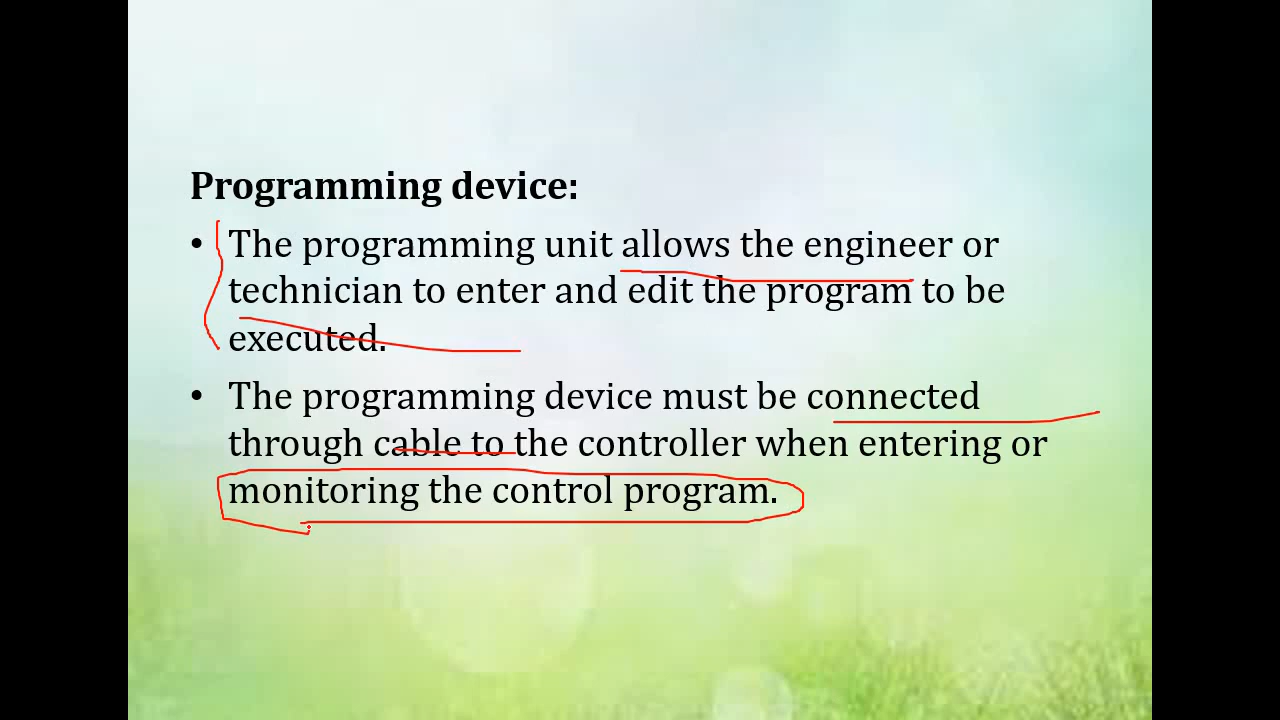 Programming device:
• The programming unit allows the engineer or
technician to enter and edit the program to be
executed.
• The programming device must be connected
through cable to the controller when entering or
monitoring the control program.